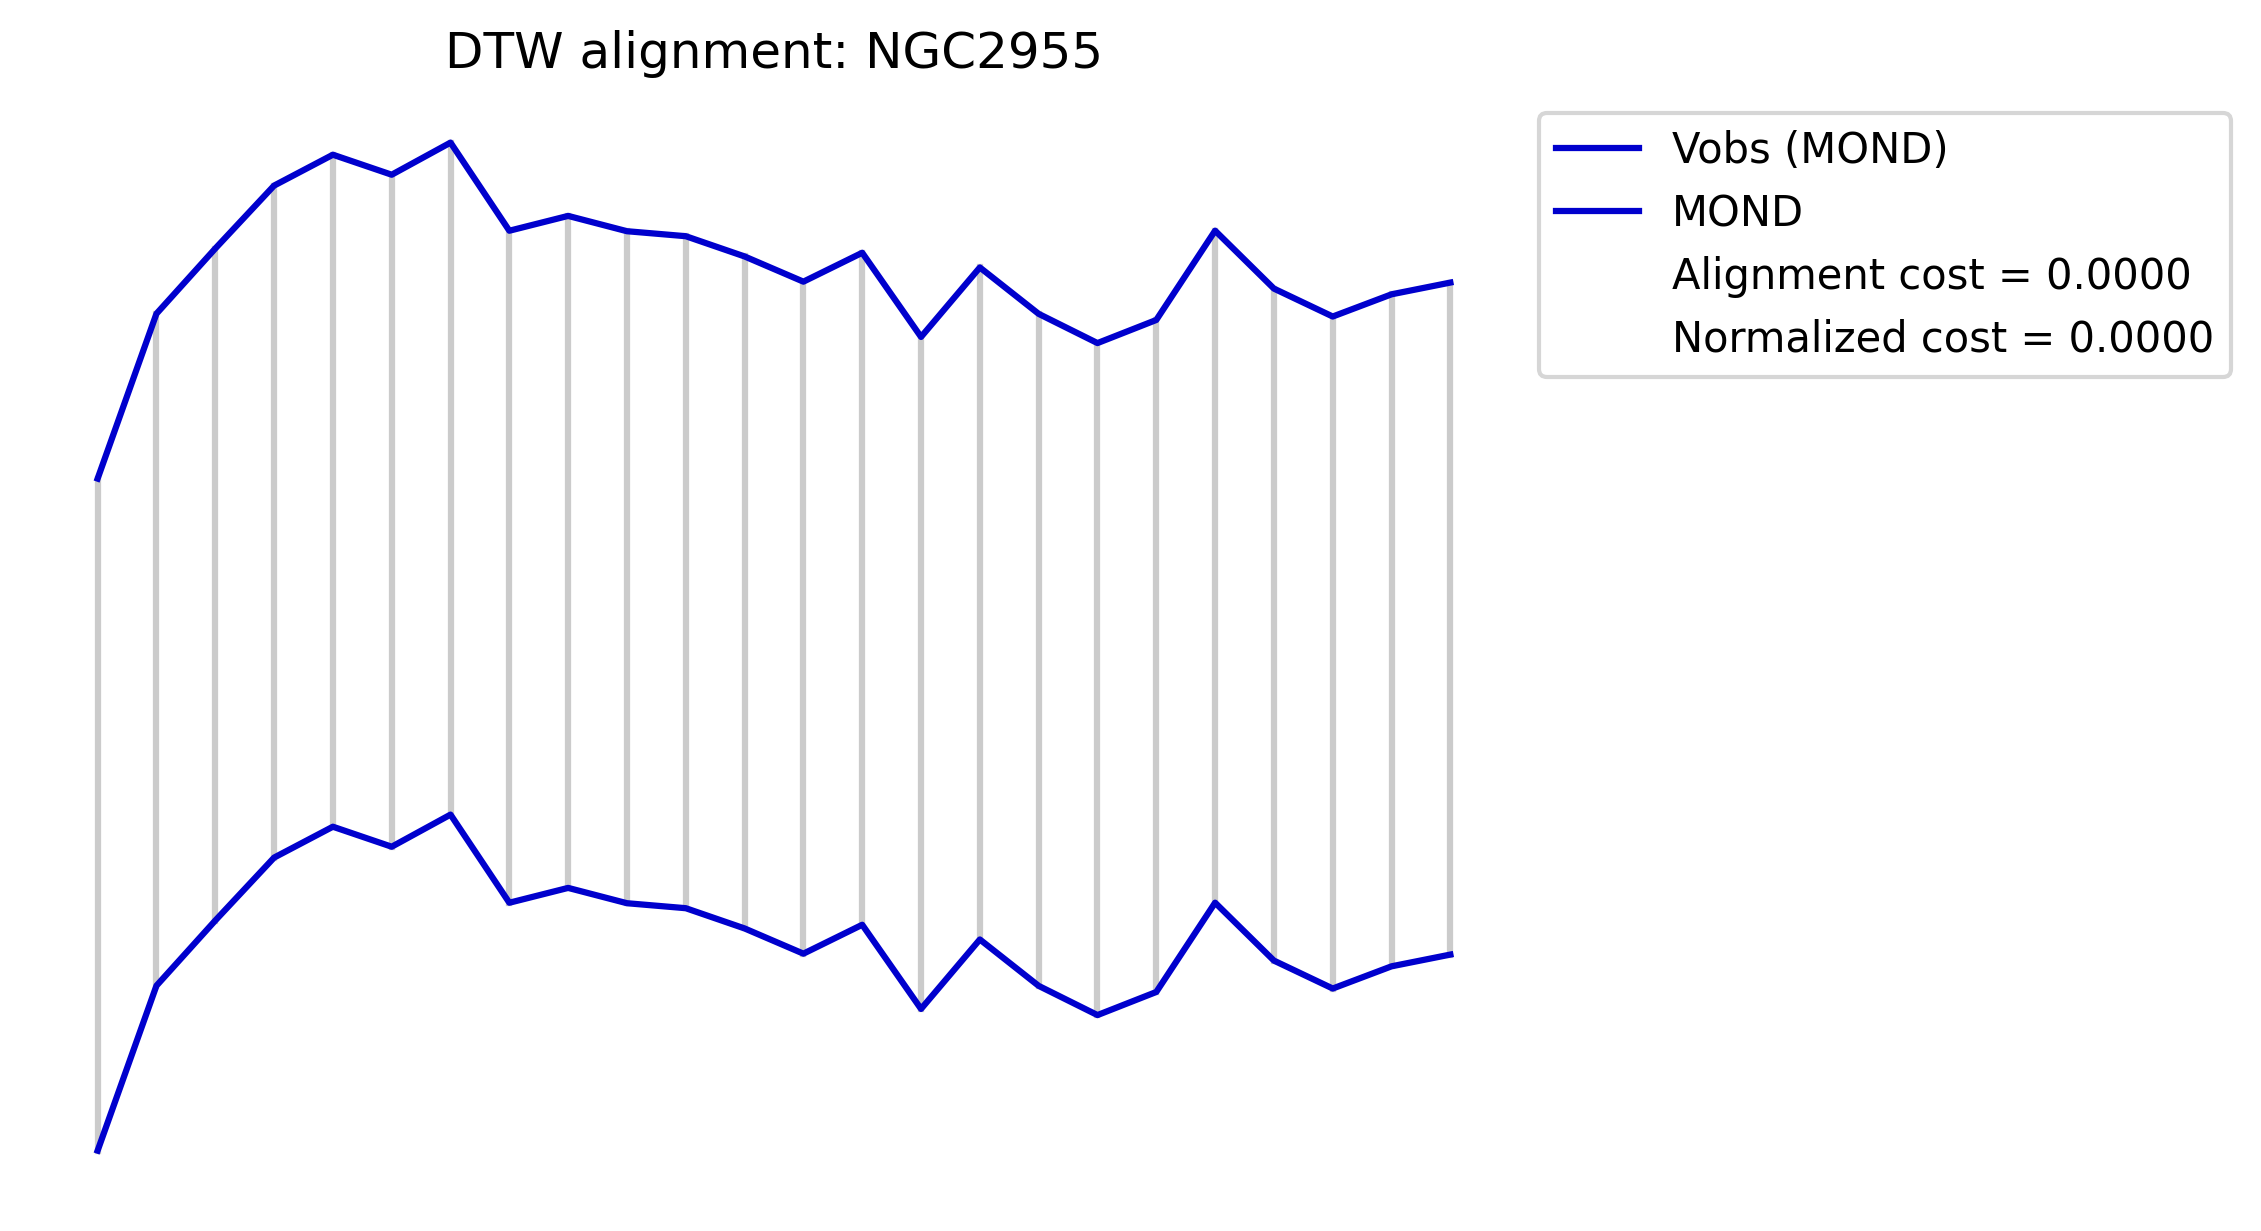 DTW alignment: NGC2955
Vobs (MOND)
MOND
Alignment cost = 0.0000
Normalized cost = 0.0000